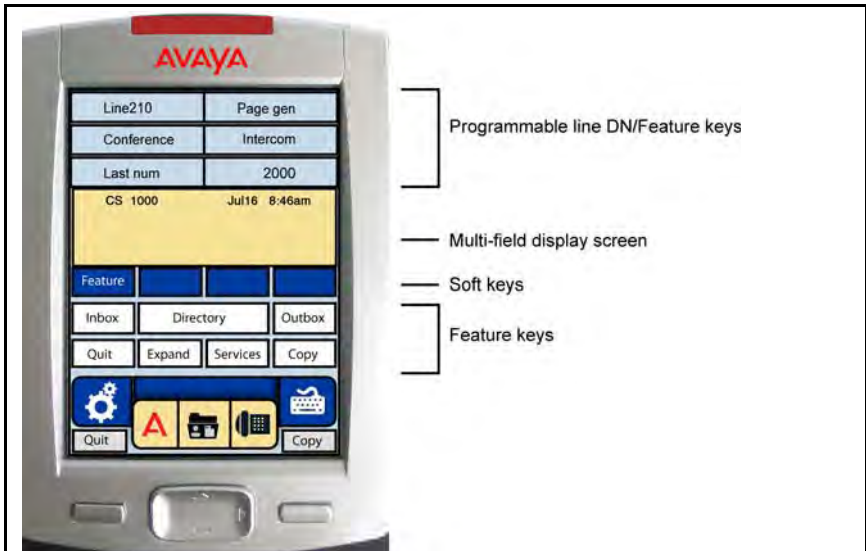 AVAYA
Line210 Page gen
Conference Intercom
Last num 2000
Programmable line DN/Feature keys
CS 1000 Jul16 8:46am
Multi-field display screen
Feature
Soft keys
Inbox Directory Outbox
Feature keys
Quit Expand Services Copy
A
Quit Copy